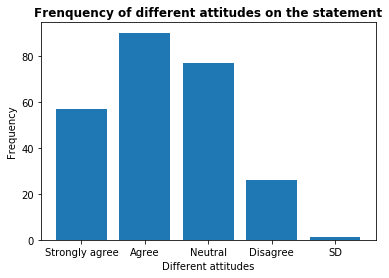 Frenquency of different attitudes on the statement
Frequency
80
60
40
20
0
Strongly agree Agree Neutral Disagree SD
Different attitudes